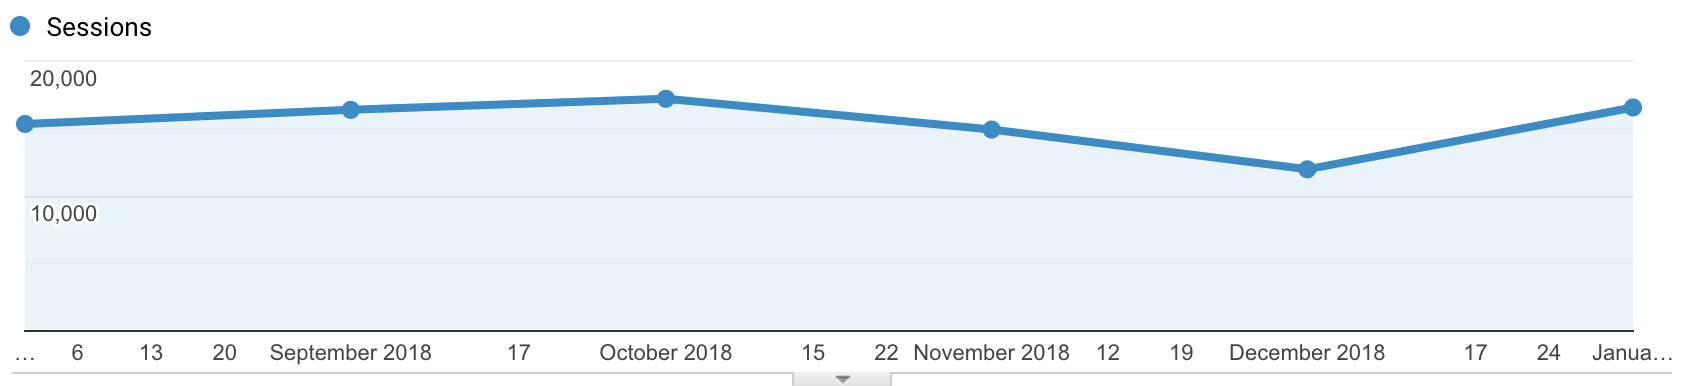 Sessions
20,000
10,000
... 6 13 20 September 2018 17 October 2018 15 22 November 2018 12 19 December 2018 17 24 Janua...